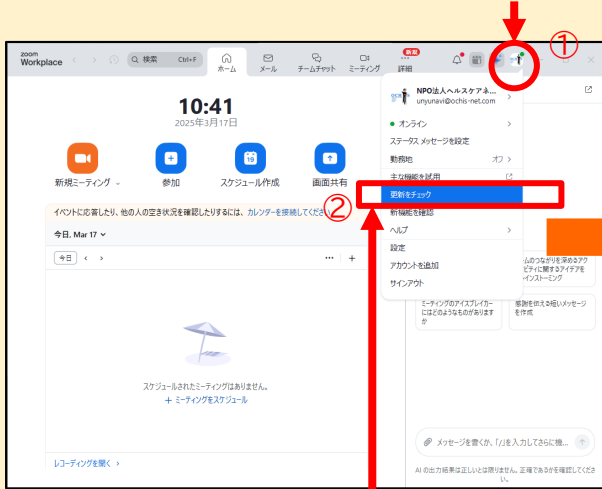 ①
zoom
Workplace
検索 Ctrl+F
ホーム
メール
チームチャット
ミーティング
新規
詳細
NPO法人ヘルスケアネ...
unyunavi@ochis-net.com
オンライン
ステータス メッセージを設定
勤務地 オフ
主な機能を試用
更新をチェック
新機能を確認
ヘルプ
設定
アカウントを追加
サインアウト
10:41
2025年3月17日
新規ミーティング
参加
19
スケジュール作成
画面共有
イベントに応答したり、他の人の空き状況を確認したりするには、カレンダーを接続してください
②
今日, Mar 17
今日
スケジュールされたミーティングはありません。
+ ミーティングをスケジュール
レコーディングを開く
ムのつながりを深めるアク
ビティに関するアイデアを
インストーミング
ミーティングのアイスブレイカー
にはどのようなものがあります
か
感謝を伝える短いメッセージ
を作成
メッセージを書くか、「/」を入力してさらに機...
AI の出力結果は正しいとは限りません。正確であるかを確認してくださ
い。